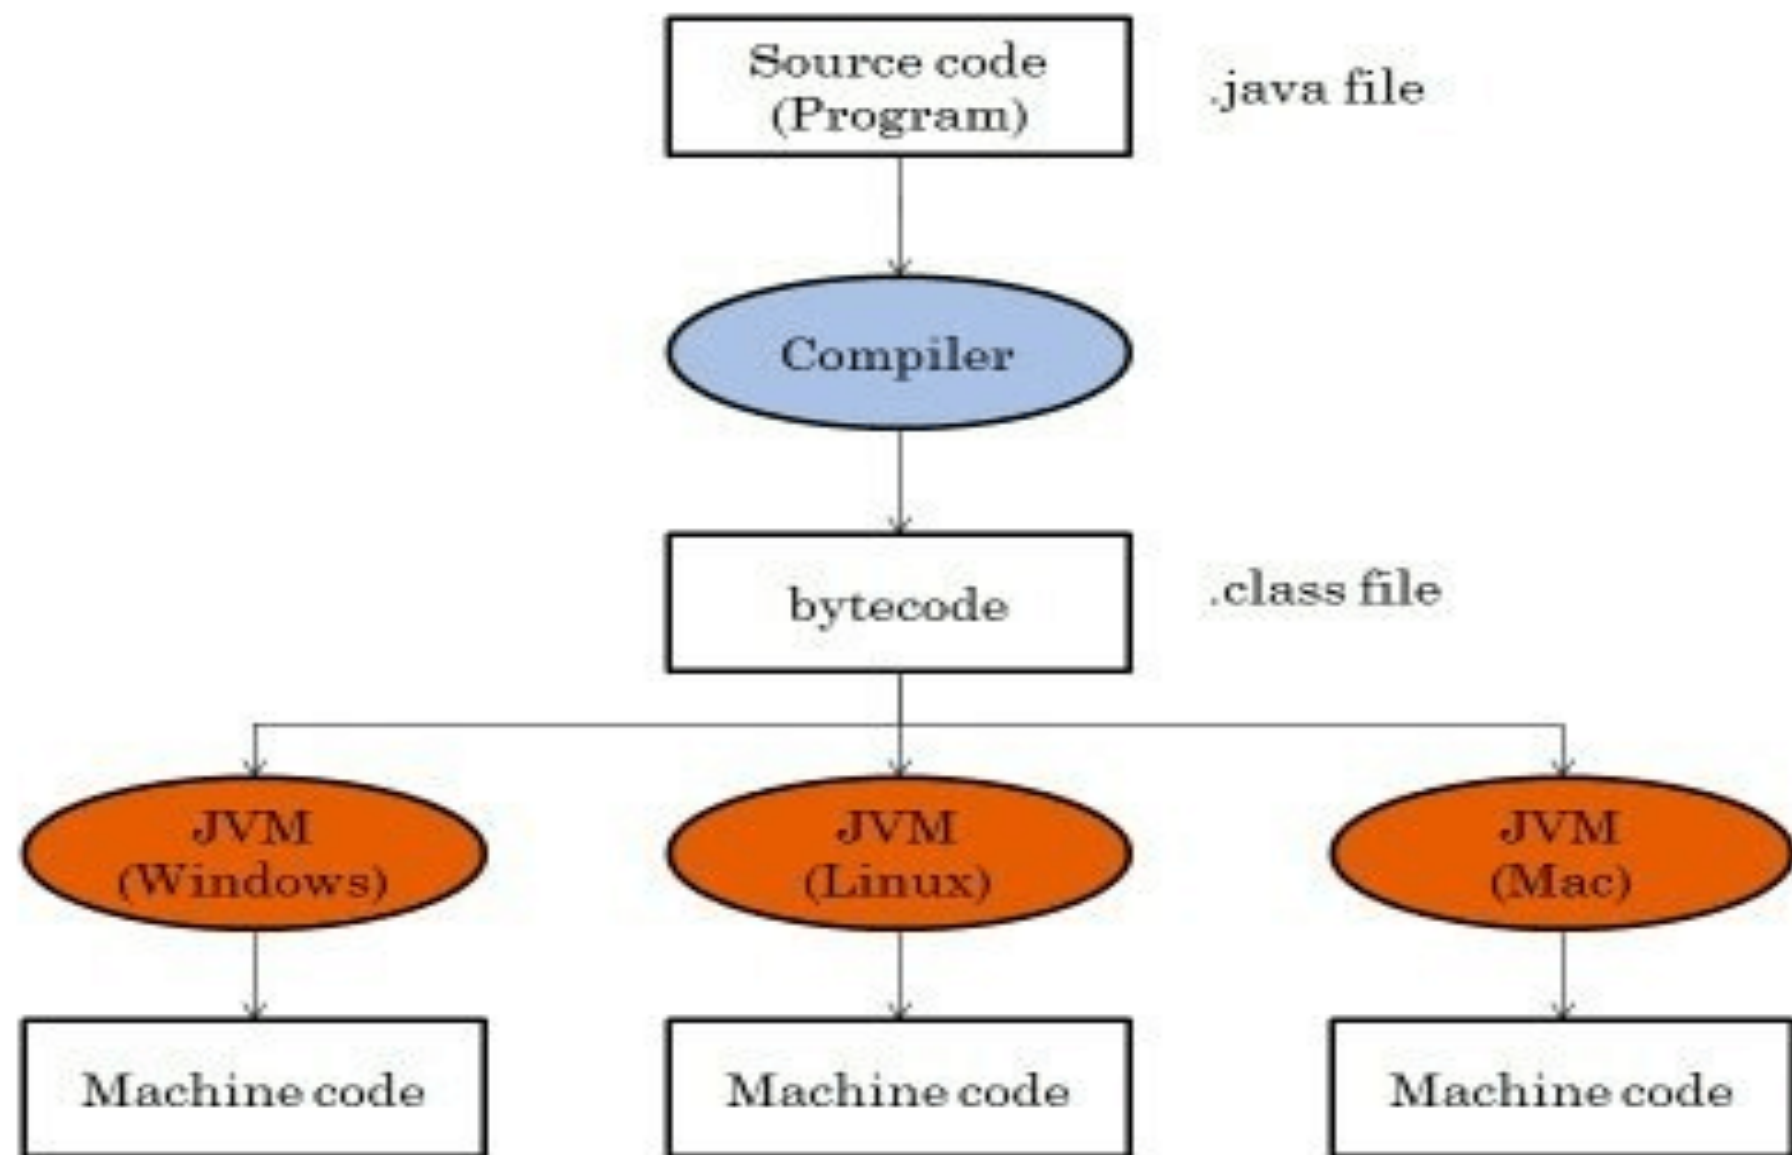 Source code
(Program)
.java file
Compiler
bytecode
.class file
JVM
(Windows)
JVM
(Linux)
JVM
(Mac)
Machine code
Machine code
Machine code